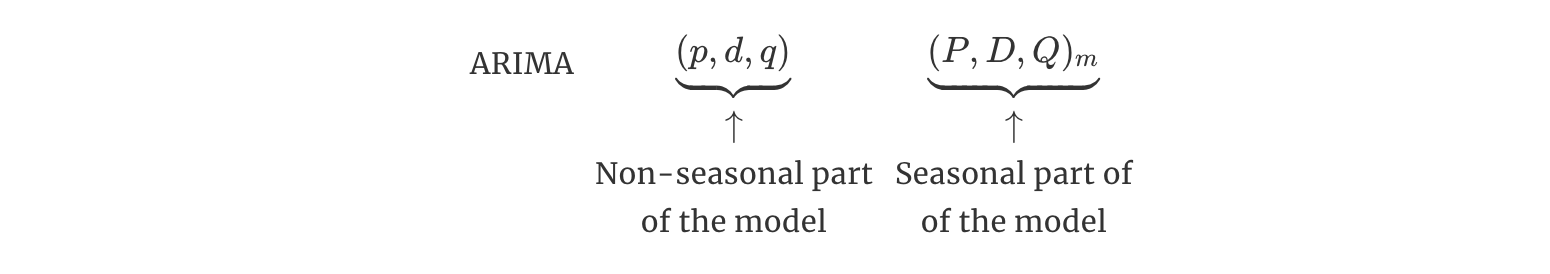 ARIMA (p, d, q) (P, D, Q)m
↑ ↑
Non-seasonal part Seasonal part of
of the model of the model